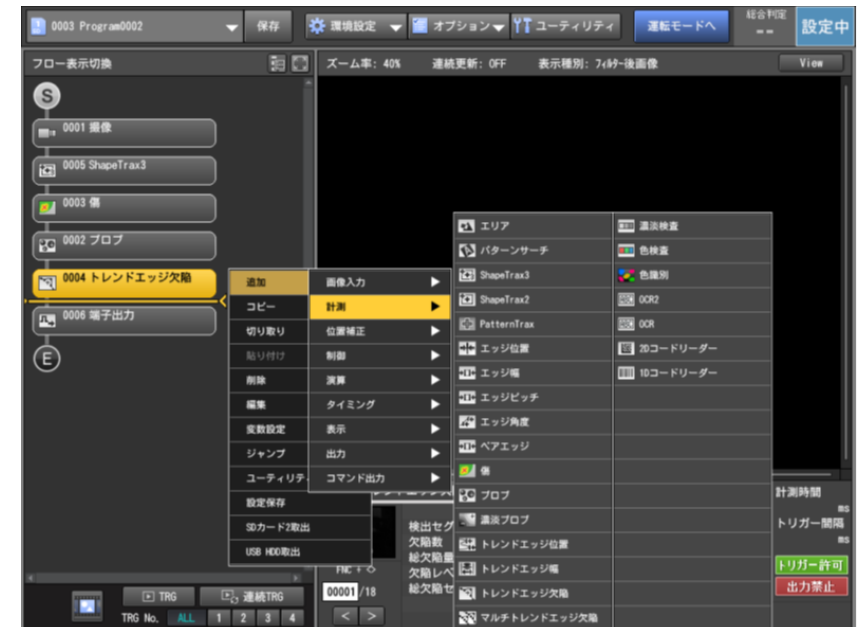 0003 Program0002
保存
環境設定
オプション
ユーティリティ
運転モードへ
総合判定
--
設定中
フロー表示切換
ズーム率: 40%
連続更新: OFF
表示種別: フィルター後画像
View
S
0001 撮像
0005 ShapeTrax3
0003 傷
0002 ブロブ
0004 トレンドエッジ欠陥
0006 端子出力
E
追加
コピー
切り取り
貼り付け
削除
編集
変数設定
ジャンプ
ユーティリテ
設定保存
SDカード2取出
USB HDD取出
画像入力
計測
位置補正
制御
演算
タイミング
表示
出力
コマンド出力
エリア
パターンサーチ
ShapeTrax3
ShapeTrax2
PatternTrax
エッジ位置
エッジ幅
エッジピッチ
エッジ角度
ペアエッジ
傷
ブロブ
濃淡ブロブ
トレンドエッジ位置
トレンドエッジ幅
トレンドエッジ欠陥
マルチトレンドエッジ欠陥
濃淡検査
色検査
色識別
OCR2
OCR
2Dコードリーダー
1Dコードリーダー
検出セグ
欠陥数
総欠陥量
欠陥レベ
総欠陥セ
FNC +
00001/18
< >
計測時間
ms
トリガー間隔
ms
トリガー許可
出力禁止
TRG
連続TRG
TRG No. ALL 1 2 3 4